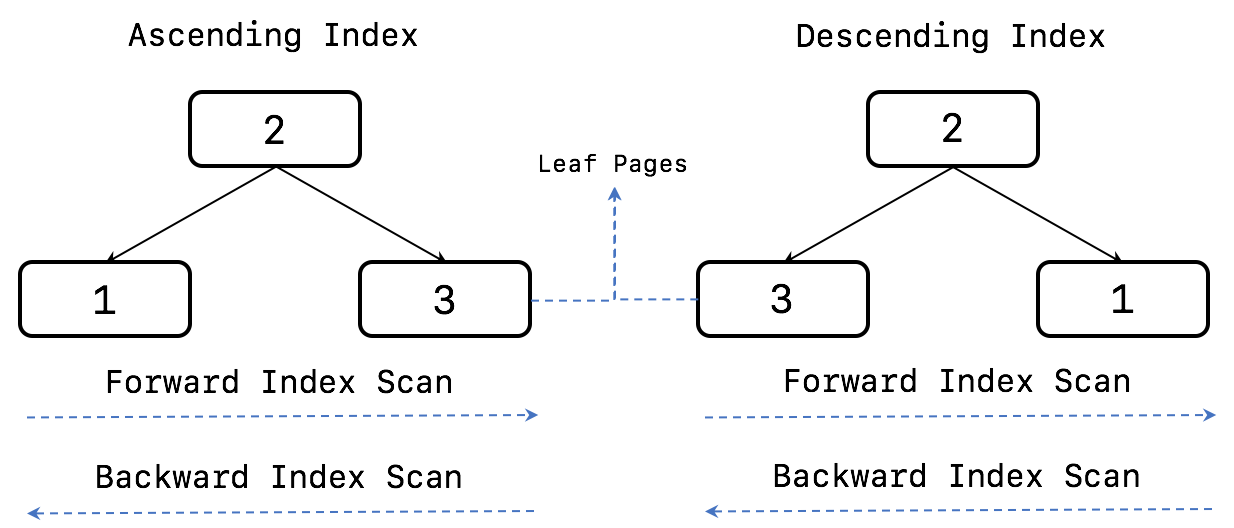 Ascending Index
2
1
3
Forward Index Scan
Backward Index Scan
Leaf Pages
Descending Index
2
3
1
Forward Index Scan
Backward Index Scan